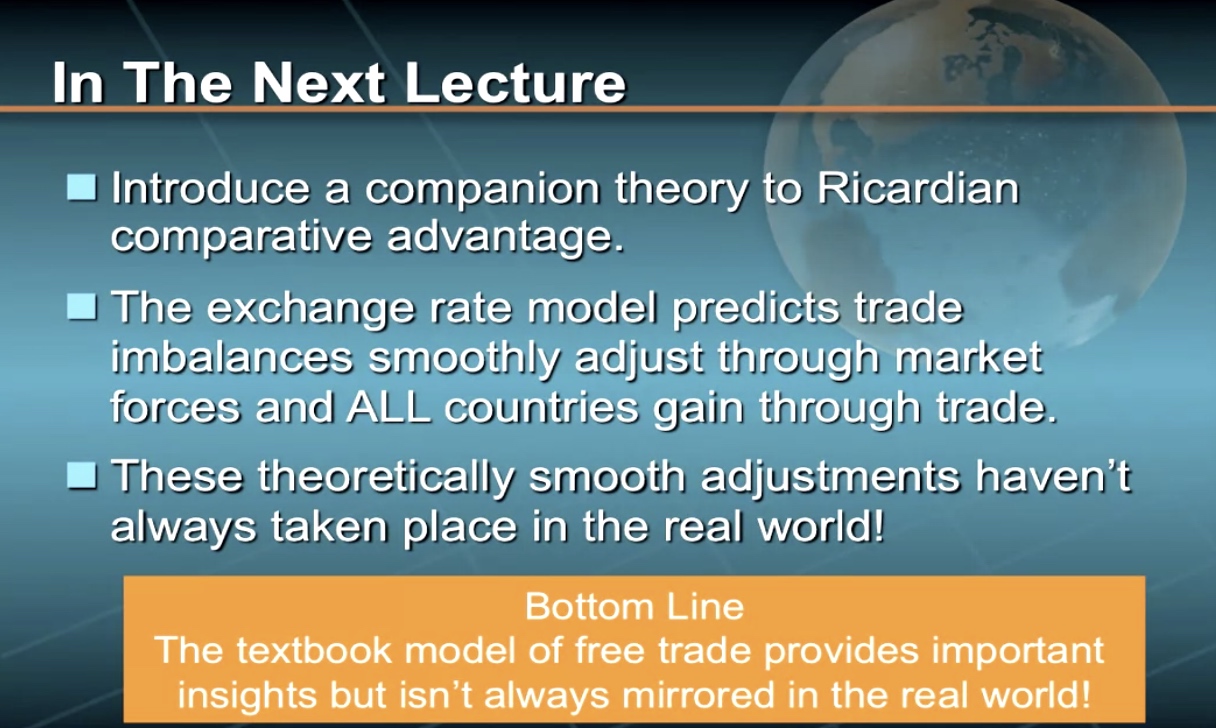 In The Next Lecture
Introduce a companion theory to Ricardian
comparative advantage.
The exchange rate model predicts trade
imbalances smoothly adjust through market
forces and ALL countries gain through trade.
These theoretically smooth adjustments haven't
always taken place in the real world!
Bottom Line
The textbook model of free trade provides important
insights but isn't always mirrored in the real world!